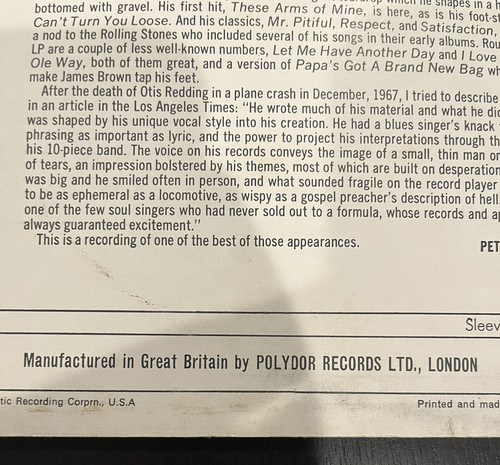 he shapes in a h
bottomed with gravel. His first hit, These Arms of Mine, is here, as is his foot-s
Can't Turn You Loose. And his classics, Mr. Pitiful, Respect, and Satisfaction,
a nod to the Rolling Stones who included several of his songs in their early albums. Rou
LP are a couple of less well-known numbers, Let Me Have Another Day and I Love
Ole Way, both of them great, and a version of Papa's Got A Brand New Bag wh
make James Brown tap his feet.
After the death of Otis Redding in a plane crash in December, 1967, I tried to describe
in an article in the Los Angeles Times: "He wrote much of his material and what he did
was shaped by his unique vocal style into his creation. He had a blues singer's knack
phrasing as important as lyric, and the power to project his interpretations through th
his 10-piece band. The voice on his records conveys the image of a small, thin man on
of tears, an impression bolstered by his themes, most of which are built on desperation
was big and he smiled often in person, and what sounded fragile on the record player
to be as ephemeral as a locomotive, as wispy as a gospel preacher's description of hell.
one of the few soul singers who had never sold out to a formula, whose records and ap
always guaranteed excitement."
This is a recording of one of the best of those appearances.
PET
Sleev
Manufactured in Great Britain by POLYDOR RECORDS LTD., LONDON
tic Recording Corprn., U.S.A
Printed and mad